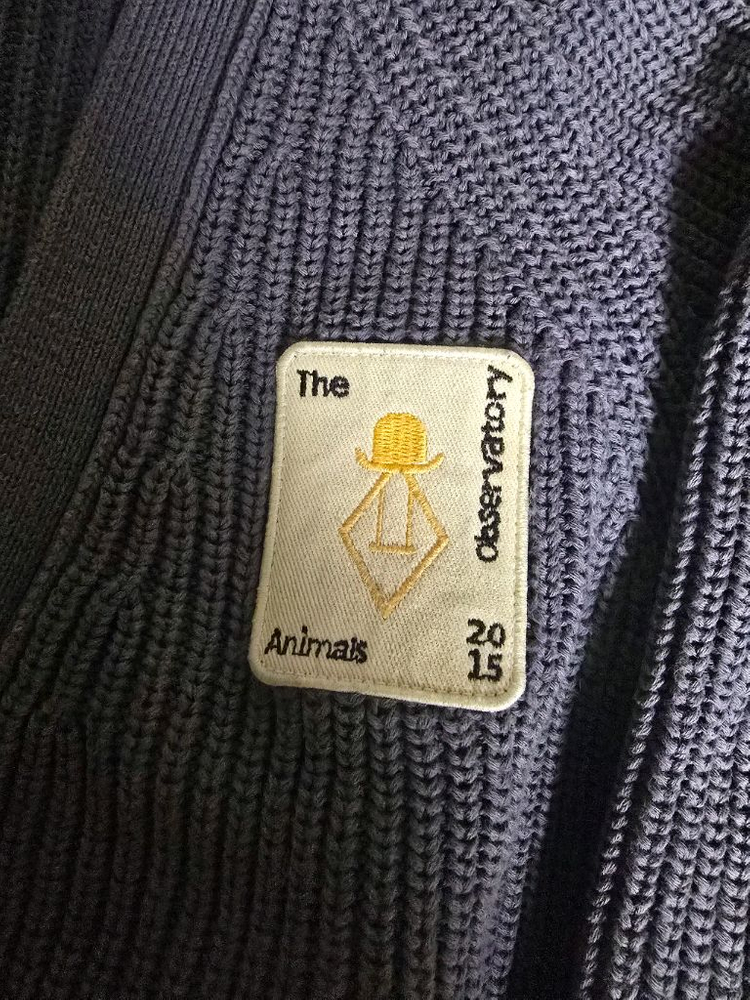 The
Observatory
Animals
20
15